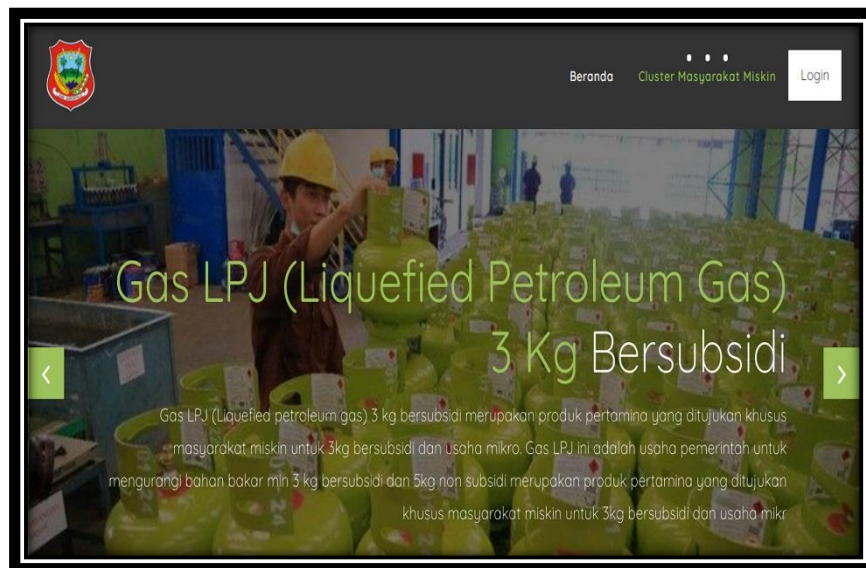 Beranda
Cluster Masyarakat Miskin
Login
Gas LPJ (Liquefied Petroleum Gas)
3 Kg Bersubsidi
Gas LPJ (Liquefied petroleum gas) 3 kg bersubsidi merupakan produk pertamina yang ditujukan khusus
masyarakat miskin untuk 3kg bersubsidi dan usaha mikro. Gas LPJ ini adalah usaha pemerintah untuk
mengurangi bahan bakar min 3 kg bersubsidi dan 5kg non subsidi merupakan produk pertamina yang ditujukan
khusus masyarakat miskin untuk 3kg bersubsidi dan usaha mikr